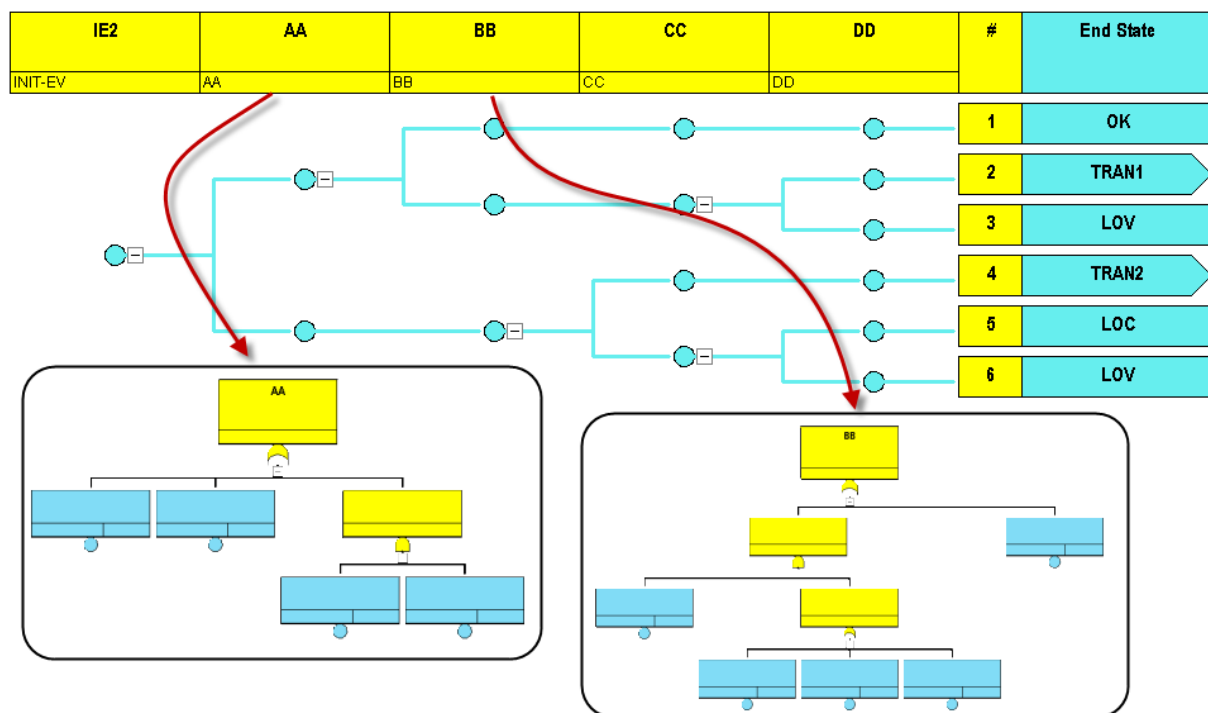 IE2 AA BB CC DD # End State
INIT-EV AA BB CC DD
1 OK
2 TRAN1
3 LOV
4 TRAN2
5 LOC
6 LOV
AA
BB